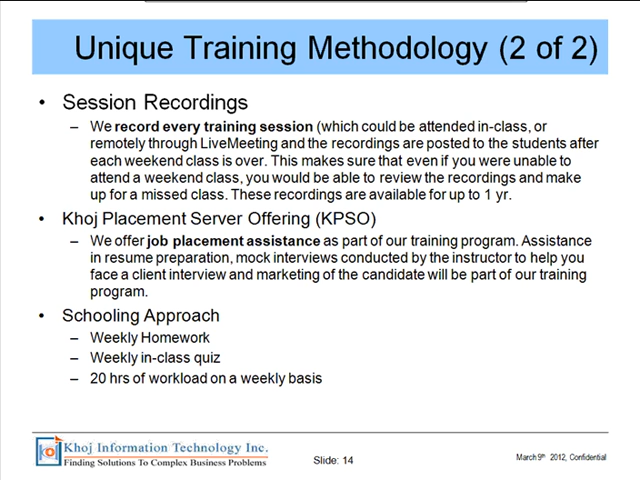 Unique Training Methodology (2 of 2)
• Session Recordings
– We record every training session (which could be attended in-class, or
remotely through LiveMeeting and the recordings are posted to the students after
each weekend class is over. This makes sure that even if you were unable to
attend a weekend class, you would be able to review the recordings and make
up for a missed class. These recordings are available for up to 1 yr.
• Khoj Placement Server Offering (KPSO)
– We offer job placement assistance as part of our training program. Assistance
in resume preparation, mock interviews conducted by the instructor to help you
face a client interview and marketing of the candidate will be part of our training
program.
• Schooling Approach
– Weekly Homework
– Weekly in-class quiz
– 20 hrs of workload on a weekly basis
Khoj Information Technology Inc.
Finding Solutions To Complex Business Problems
Slide: 14
March 9th 2012, Confidential